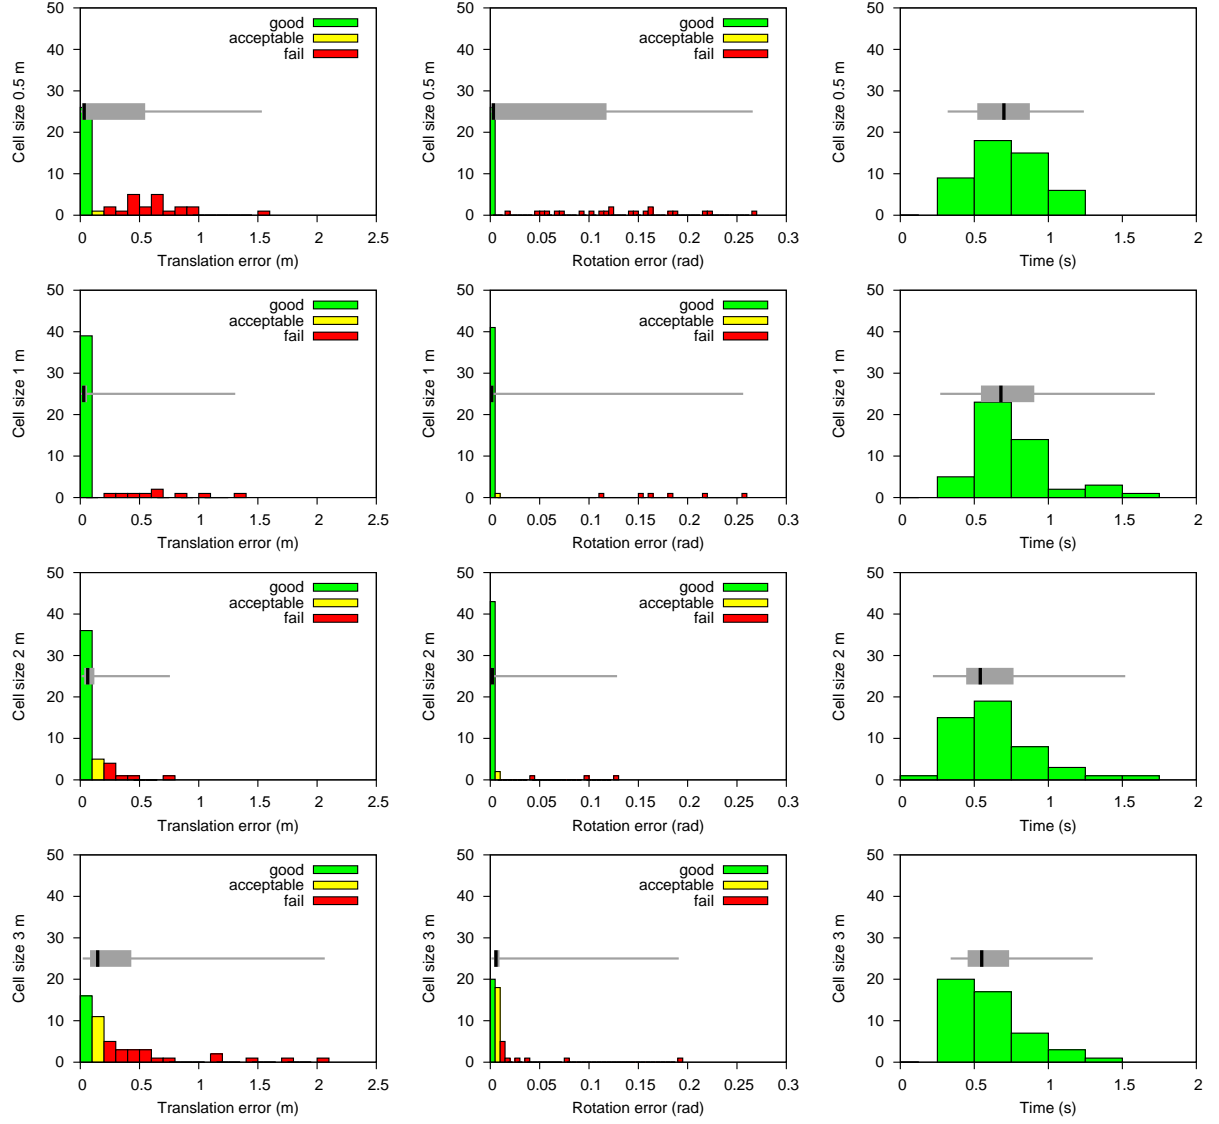 Cell size 0.5 m
50
40
30
20
10
0
good
acceptable
fail
0 0.5 1 1.5 2 2.5
Translation error (m)
Cell size 0.5 m
50
40
30
20
10
0
good
acceptable
fail
0 0.05 0.1 0.15 0.2 0.25 0.3
Rotation error (rad)
Cell size 0.5 m
50
40
30
20
10
0
0 0.5 1 1.5 2
Time (s)
Cell size 1 m
50
40
30
20
10
0
good
acceptable
fail
0 0.5 1 1.5 2 2.5
Translation error (m)
Cell size 1 m
50
40
30
20
10
0
good
acceptable
fail
0 0.05 0.1 0.15 0.2 0.25 0.3
Rotation error (rad)
Cell size 1 m
50
40
30
20
10
0
0 0.5 1 1.5 2
Time (s)
Cell size 2 m
50
40
30
20
10
0
good
acceptable
fail
0 0.5 1 1.5 2 2.5
Translation error (m)
Cell size 2 m
50
40
30
20
10
0
good
acceptable
fail
0 0.05 0.1 0.15 0.2 0.25 0.3
Rotation error (rad)
Cell size 2 m
50
40
30
20
10
0
0 0.5 1 1.5 2
Time (s)
Cell size 3 m
50
40
30
20
10
0
good
acceptable
fail
0 0.5 1 1.5 2 2.5
Translation error (m)
Cell size 3 m
50
40
30
20
10
0
good
acceptable
fail
0 0.05 0.1 0.15 0.2 0.25 0.3
Rotation error (rad)
Cell size 3 m
50
40
30
20
10
0
0 0.5 1 1.5 2
Time (s)